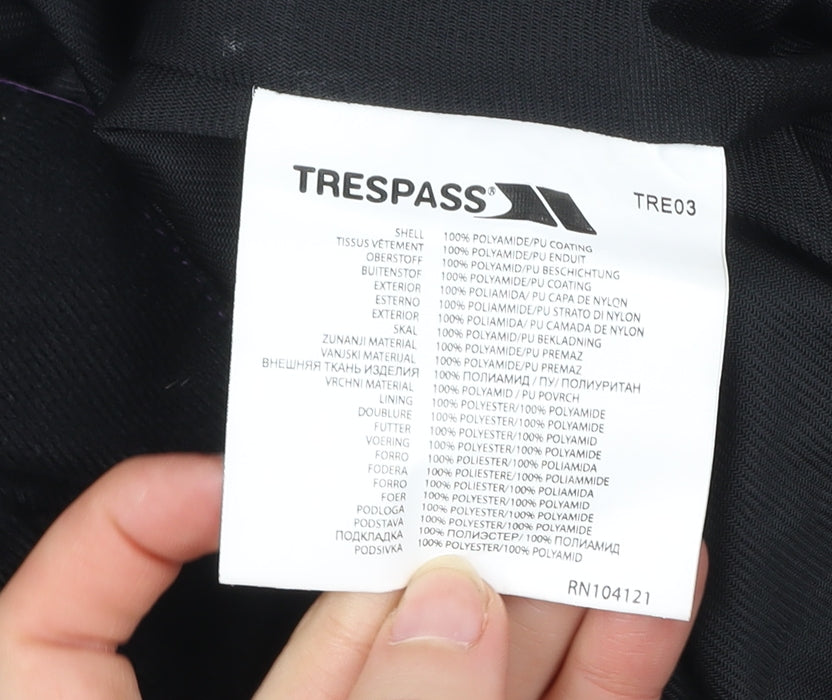 TRESPASS® TRE03
SHELL 100% POLYAMIDE/PU COATING
TISSUS VÊTEMENT 100% POLYAMIDE/PU ENDUIT
OBERSTOFF 100% POLYAMIDE/PU BESCHICHTUNG
BUITENSTOF 100% POLYAMIDE/PU COATING
EXTERIOR 100% POLIAMIDA/ PU CAPA DE NYLON
ESTERNO 100% POLIAMMIDE/PU STRATO DI NYLON
EXTERIOR 100% POLIAMIDA/ PU CAMADA DE NYLON
SKAL 100% POLYAMID/PU BEKLADNING
ZUNANJI MATERIAL 100% POLYAMIDE/PU PREMAZ
VANJSKI MATERIJAL 100% POLYAMIDE/PU PREMAZ
ВНЕШНЯЯ ТКАНЬ ИЗДЕЛИЯ 100% ПОЛИАМИД / ПУ/ ПОЛИУРИТАН
VRCHNI MATERIAL 100% POLYAMID / PU POVRCH
LINING 100% POLYESTER/100% POLYAMIDE
DOUBLURE 100% POLYESTER/100% POLYAMIDE
FUTTER 100% POLYESTER/100% POLYAMID
VOERING 100% POLYESTER/100% POLYAMIDE
FORRO 100% POLIESTER/100% POLIAMIDA
FODERA 100% POLIESTERE/100% POLIAMMIDE
FORRO 100% POLIESTER/100% POLIAMIDA
FOER 100% POLYESTER/100% POLYAMID
PODLOGA 100% POLYESTER/100% POLYAMIDE
PODSTAVA 100% POLYESTER/100% POLYAMIDE
ПОДКЛАДКА 100% ПОЛИЭСТЕР/ 100% ПОЛИАМИД
PODSIVKA 100% POLYESTER/100% POLYAMID
RN104121